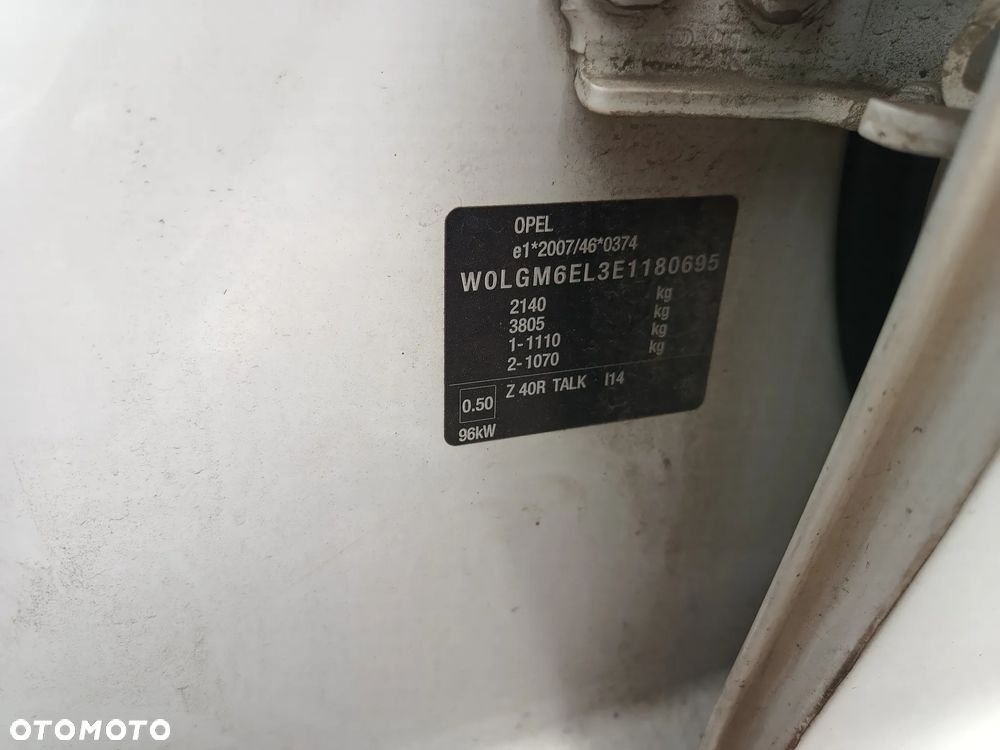 OPEL
e1*2007/46*0374
W0LGM6EL3E1180695
2140 kg
3805 kg
1-1110 kg
2-1070 kg
0.50 Z 40R TALK I14
96kW
OTOMOTO